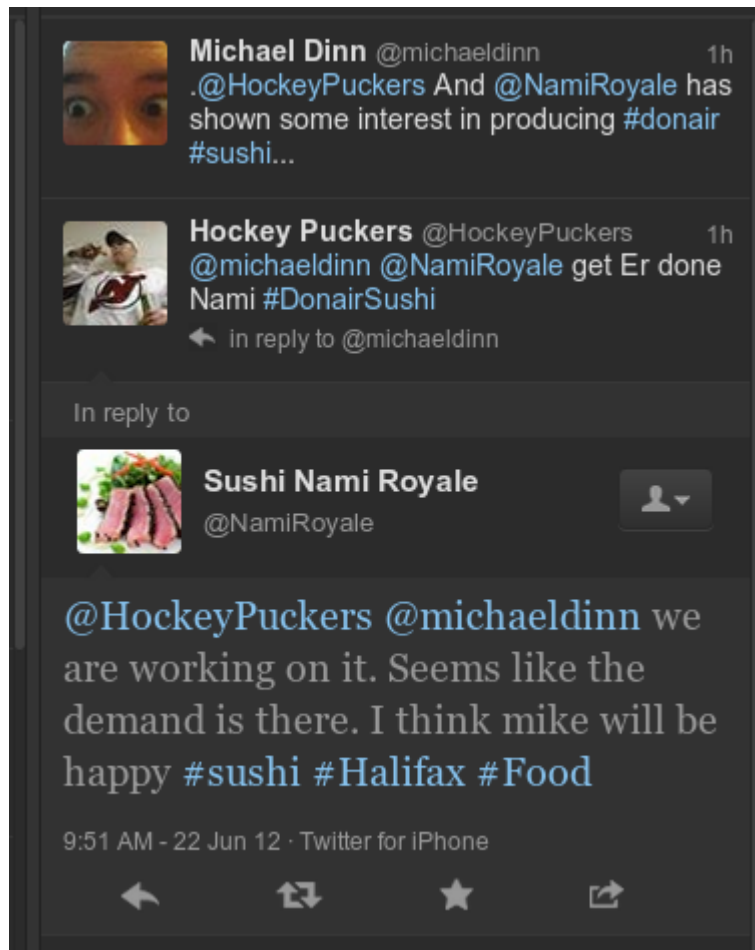 Michael Dinn @michaeldinn 1h
.@HockeyPuckers And @NamiRoyale has
shown some interest in producing #donair
#sushi...
Hockey Puckers @HockeyPuckers 1h
@michaeldinn @NamiRoyale get Er done
Nami #DonairSushi
in reply to @michaeldinn
In reply to
Sushi Nami Royale
@NamiRoyale
@HockeyPuckers @michaeldinn we
are working on it. Seems like the
demand is there. I think mike will be
happy #sushi #Halifax #Food
9:51 AM - 22 Jun 12 · Twitter for iPhone